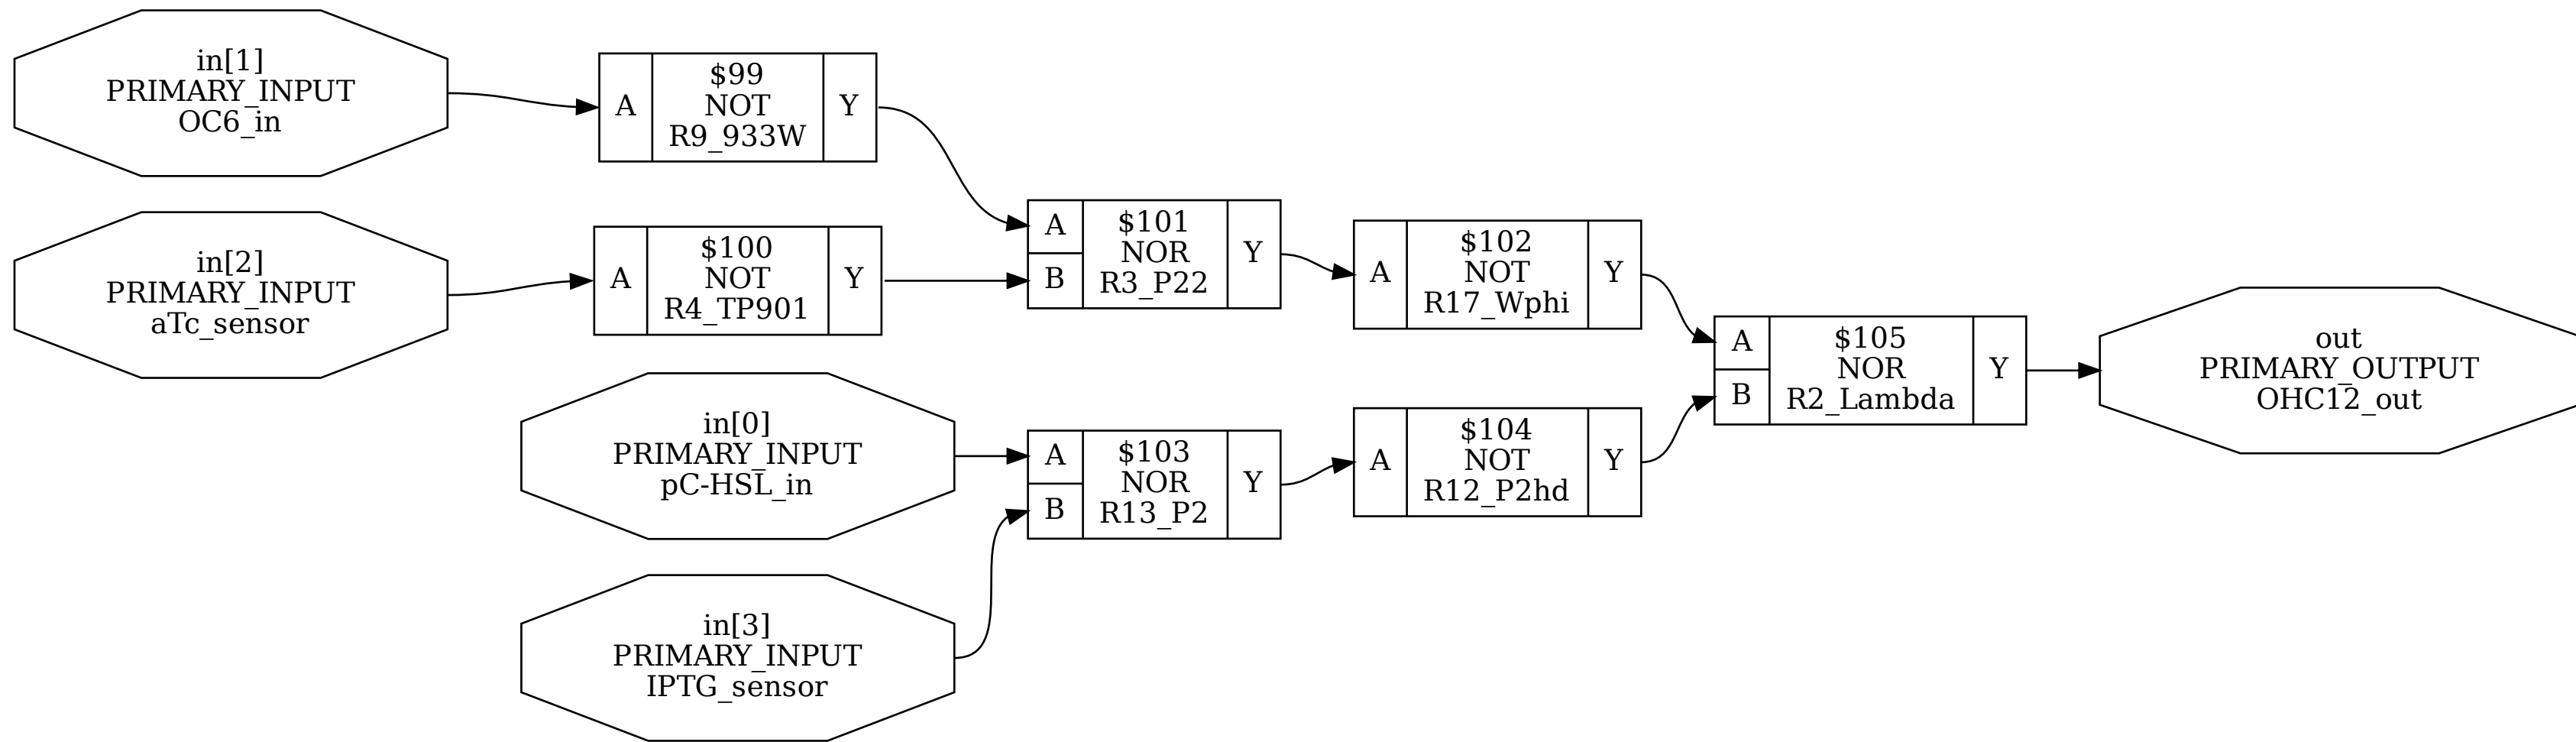 in[1]
PRIMARY_INPUT
OC6_in
A
$99
NOT
R9_933W
Y
in[2]
PRIMARY_INPUT
aTc_sensor
A
$100
NOT
R4_TP901
Y
A
B
$101
NOR
R3_P22
Y
A
$102
NOT
R17_Wphi
Y
in[0]
PRIMARY_INPUT
pC-HSL_in
in[3]
PRIMARY_INPUT
IPTG_sensor
A
B
$103
NOR
R13_P2
Y
A
$104
NOT
R12_P2hd
Y
A
B
$105
NOR
R2_Lambda
Y
out
PRIMARY_OUTPUT
OHC12_out